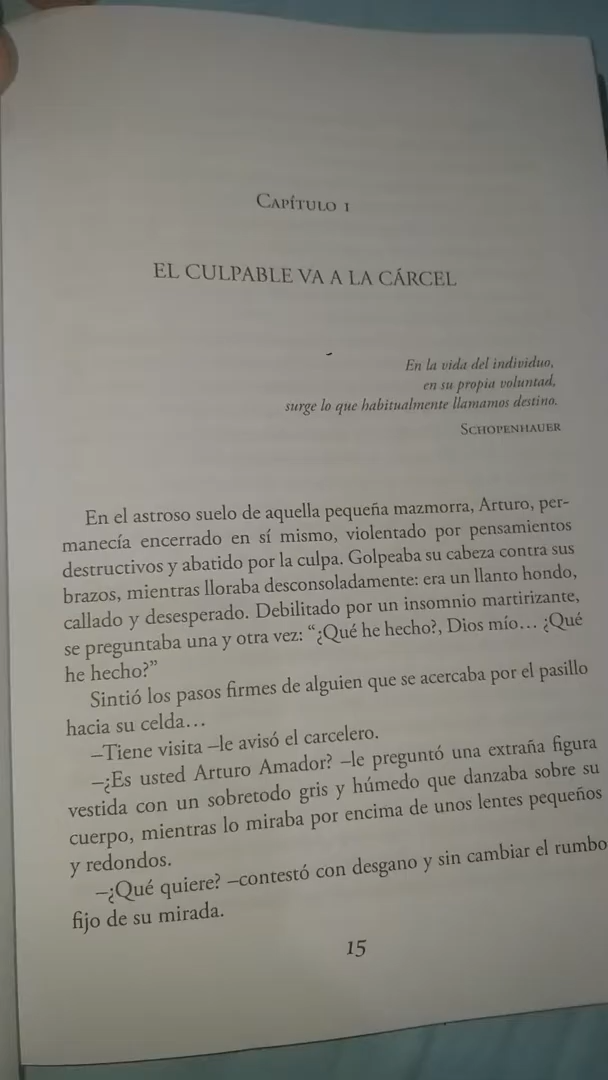 CAPÍTULO I
EL CULPABLE VA A LA CÁRCEL
En la vida del individuo,
en su propia voluntad,
surge lo que habitualmente llamamos destino.
SCHOPENHAUER
En el astroso suelo de aquella pequeña mazmorra, Arturo, per-
manecía encerrado en sí mismo, violentado por pensamientos
destructivos y abatido por la culpa. Golpeaba su cabeza contra sus
brazos, mientras lloraba desconsoladamente: era un llanto hondo,
callado y desesperado. Debilitado por un insomnio martirizante,
se preguntaba una y otra vez: “¿Qué he hecho?, Dios mío… ¿Qué
he hecho?”
Sintió los pasos firmes de alguien que se acercaba por el pasillo
hacia su celda…
–Tiene visita –le avisó el carcelero.
–¿Es usted Arturo Amador? –le preguntó una extraña figura
vestida con un sobretodo gris y húmedo que danzaba sobre su
cuerpo, mientras lo miraba por encima de unos lentes pequeños
y redondos.
–¿Qué quiere? –contestó con desgano y sin cambiar el rumbo
fijo de su mirada.
15